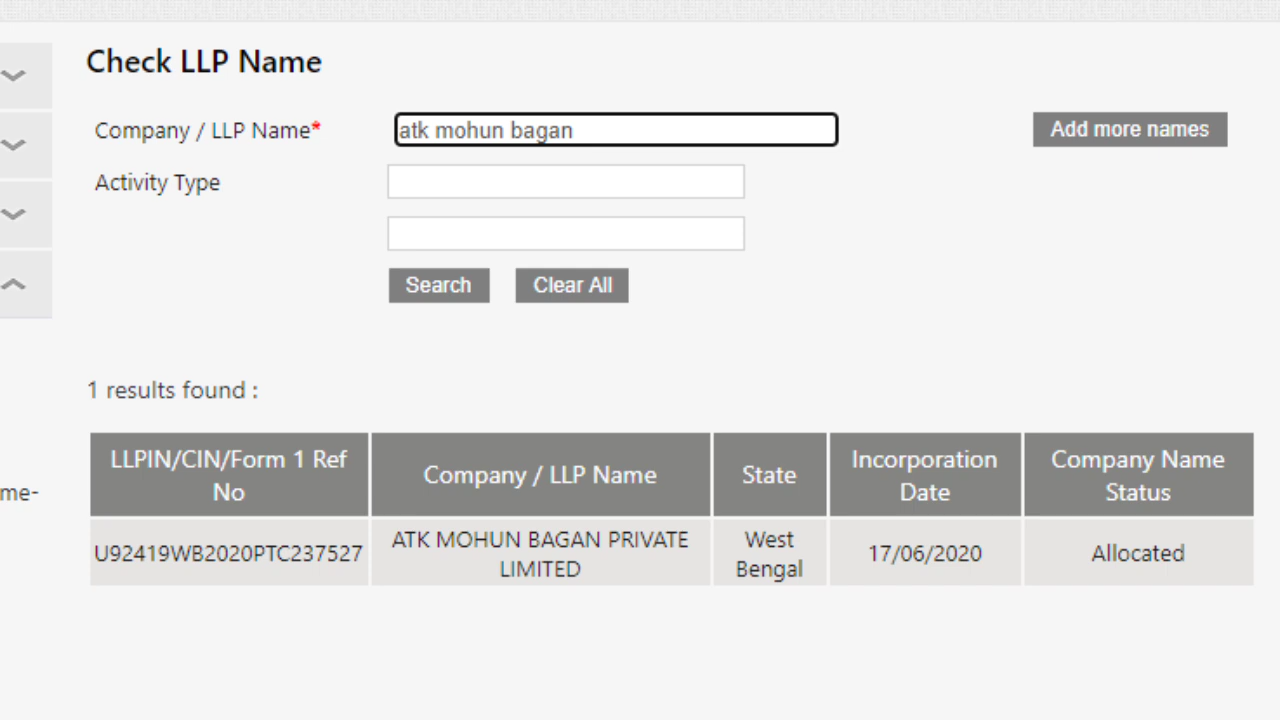 Check LLP Name
Company / LLP Name*
atk mohun bagan
Add more names
Activity Type
Search
Clear All
1 results found :
me-
LLPIN/CIN/Form 1 Ref No
Company / LLP Name
State
Incorporation Date
Company Name Status
U92419WB2020PTC237527
ATK MOHUN BAGAN PRIVATE LIMITED
West Bengal
17/06/2020
Allocated